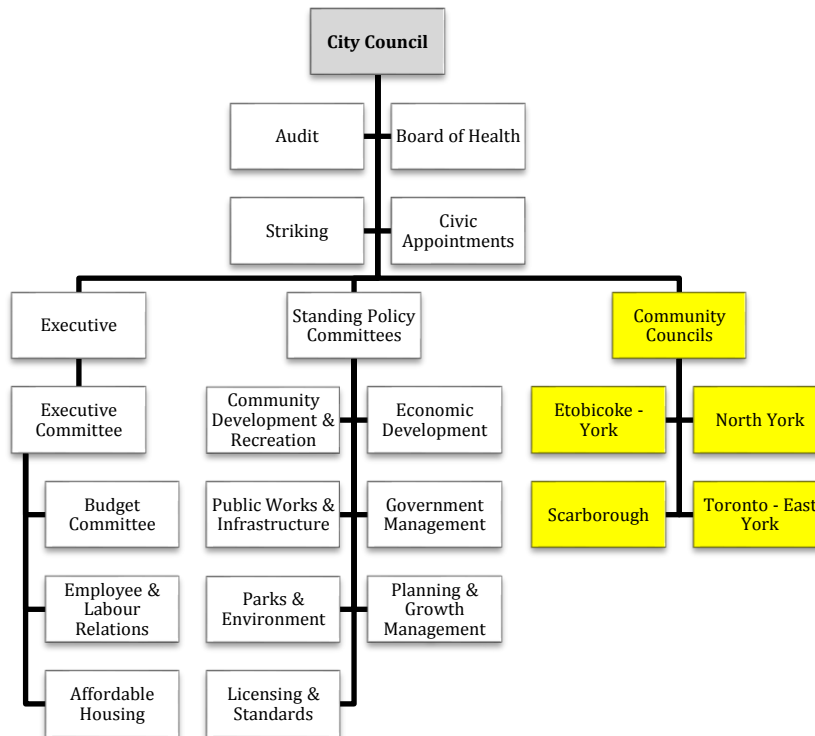 City Council
Audit
Board of Health
Striking
Civic
Appointments
Executive
Standing Policy
Committees
Community
Councils
Executive
Committee
Community
Development &
Recreation
Economic
Development
Etobicoke -
York
North York
Budget
Committee
Public Works &
Infrastructure
Government
Management
Scarborough
Toronto - East
York
Employee &
Labour
Relations
Parks &
Environment
Planning &
Growth
Management
Affordable
Housing
Licensing &
Standards